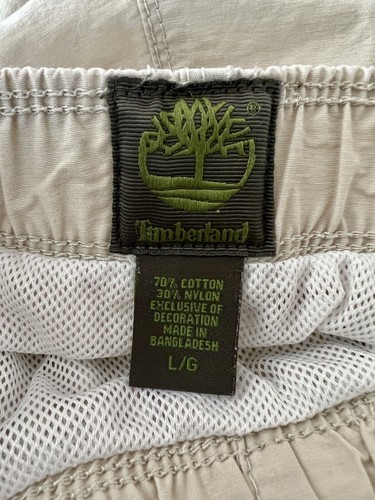 ®
Timberland
70% COTTON
30% NYLON
EXCLUSIVE OF
DECORATION
MADE IN
BANGLADESH
L/G